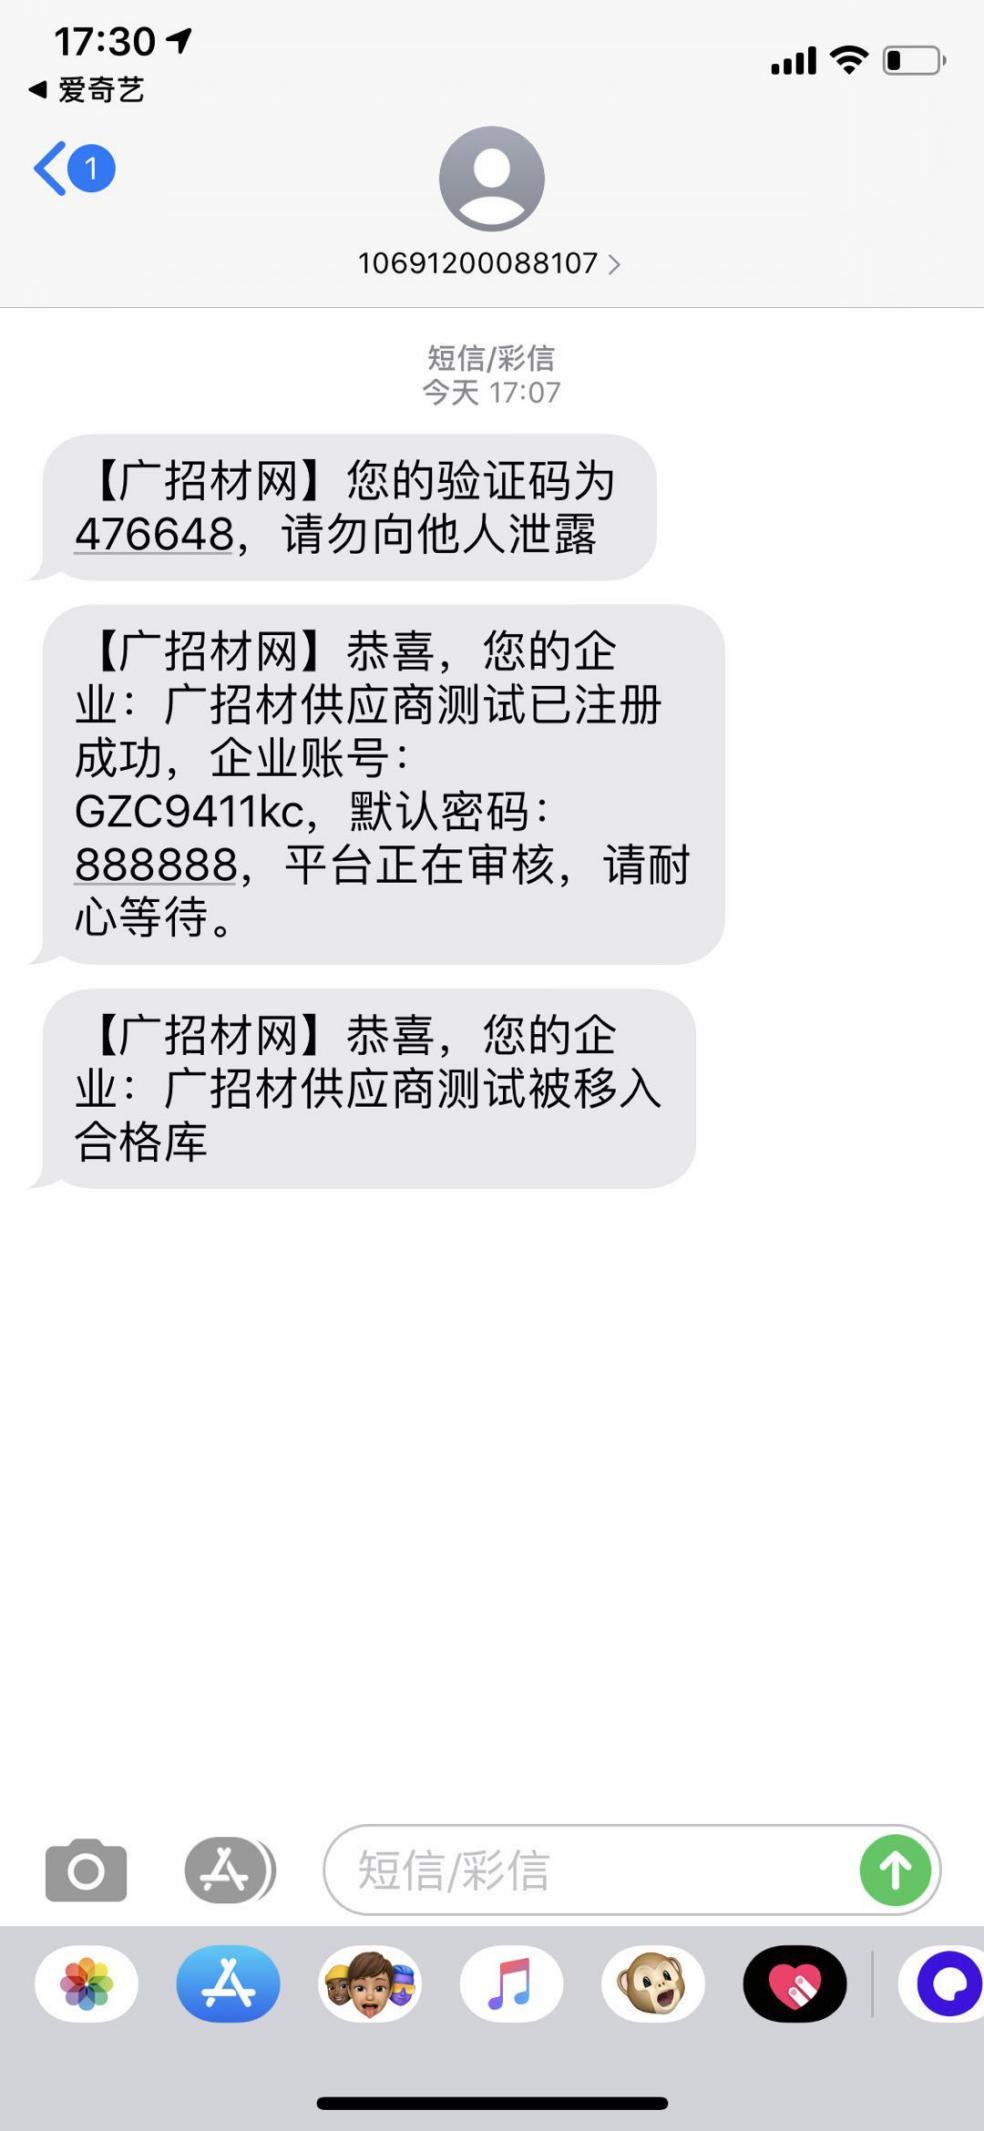 17:30
爱奇艺
1
10691200088107
短信/彩信
今天 17:07
【广招材网】您的验证码为
476648，请勿向他人泄露
【广招材网】恭喜，您的企
业：广招材供应商测试已注册
成功，企业账号：
GZC9411kc，默认密码：
888888，平台正在审核，请耐
心等待。
【广招材网】恭喜，您的企
业：广招材供应商测试被移入
合格库
短信/彩信